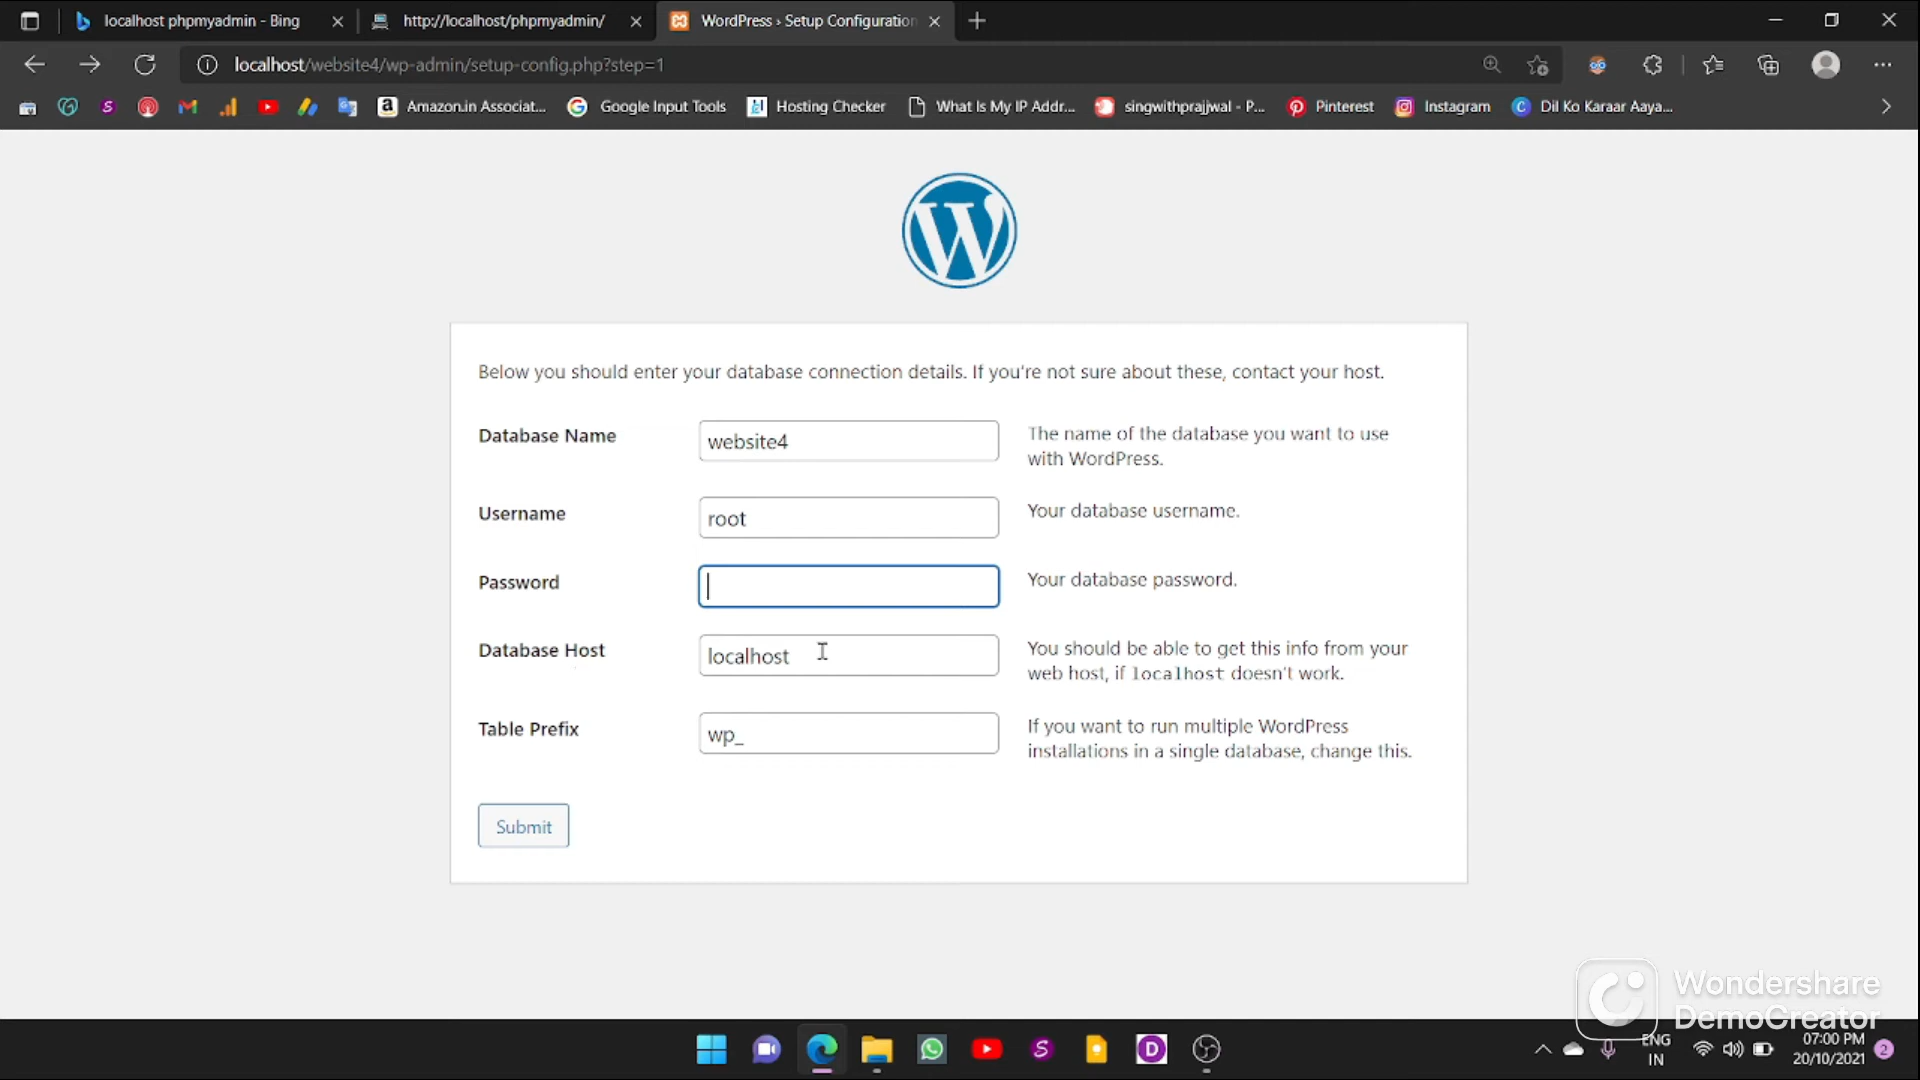 localhost phpmyadmin - Bing
http://localhost/phpmyadmin/
WordPress › Setup Configuration
localhost/website4/wp-admin/setup-config.php?step=1
Amazon.in Associat...
Google Input Tools
Hosting Checker
What Is My IP Addr...
singwithprajjwal - P...
Pinterest
Instagram
Dil Ko Karaar Aaya...
Below you should enter your database connection details. If you're not sure about these, contact your host.
Database Name
website4
The name of the database you want to use
with WordPress.
Username
root
Your database username.
Password
Your database password.
Database Host
localhost
You should be able to get this info from your
web host, if localhost doesn't work.
Table Prefix
wp_
If you want to run multiple WordPress
installations in a single database, change this.
Submit
Wondershare
DemoCreator
ENG
IN
07:00 PM
20/10/2021
2